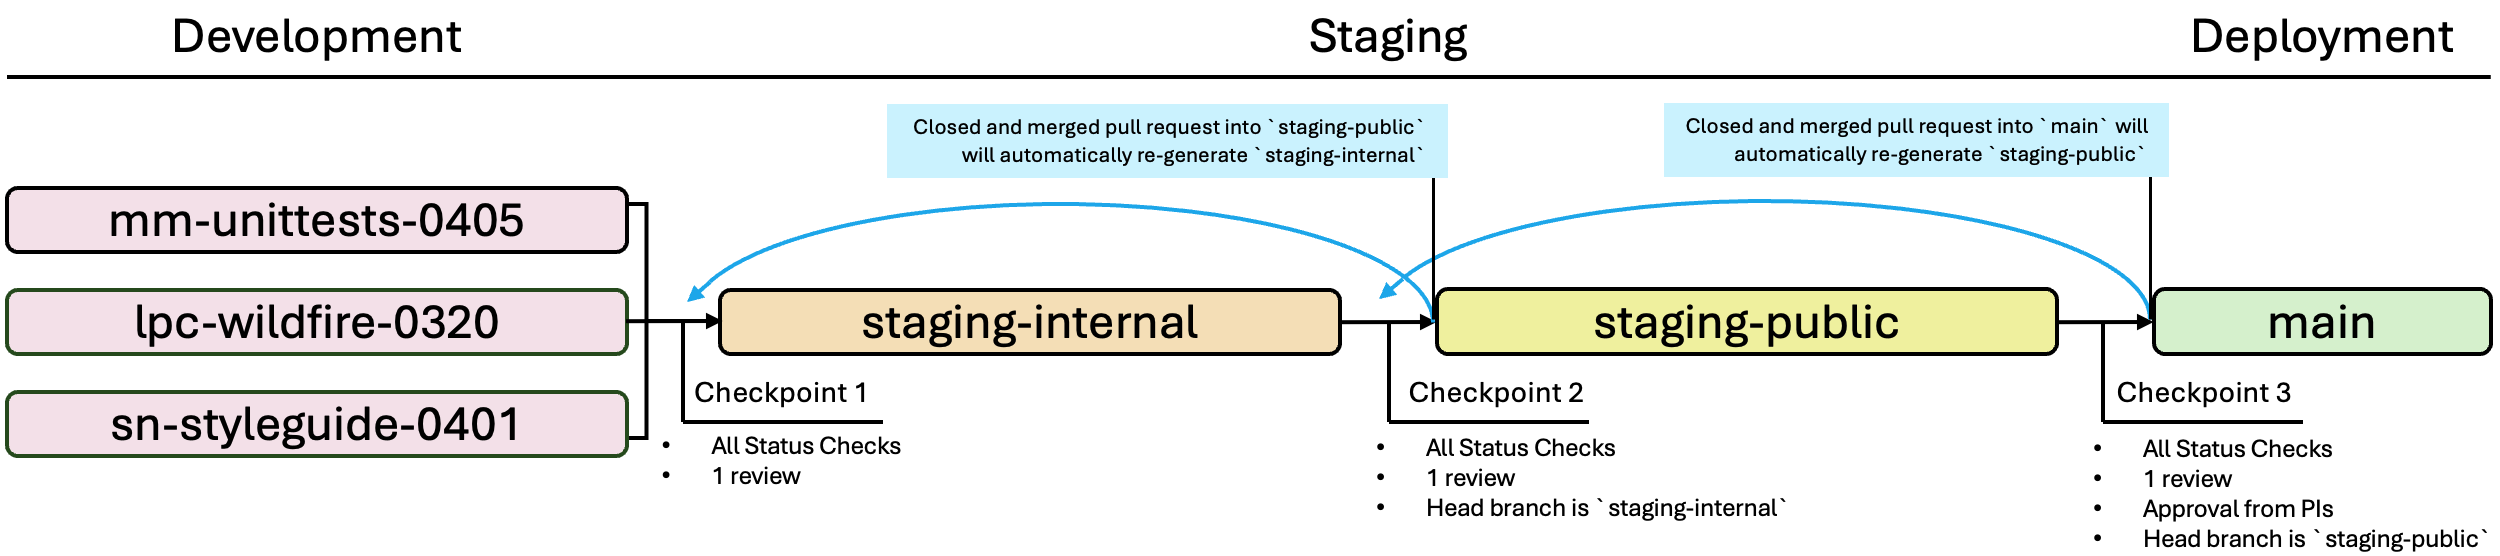 Development
Staging
Deployment
Closed and merged pull request into `staging-public`
will automatically re-generate `staging-internal`
Closed and merged pull request into `main` will
automatically re-generate `staging-public`
mm-unittests-0405
lpc-wildfire-0320
sn-styleguide-0401
staging-internal
staging-public
main
Checkpoint 1
• All Status Checks
• 1 review
Checkpoint 2
• All Status Checks
• 1 review
• Head branch is `staging-internal`
Checkpoint 3
• All Status Checks
• 1 review
• Approval from PIs
• Head branch is `staging-public`